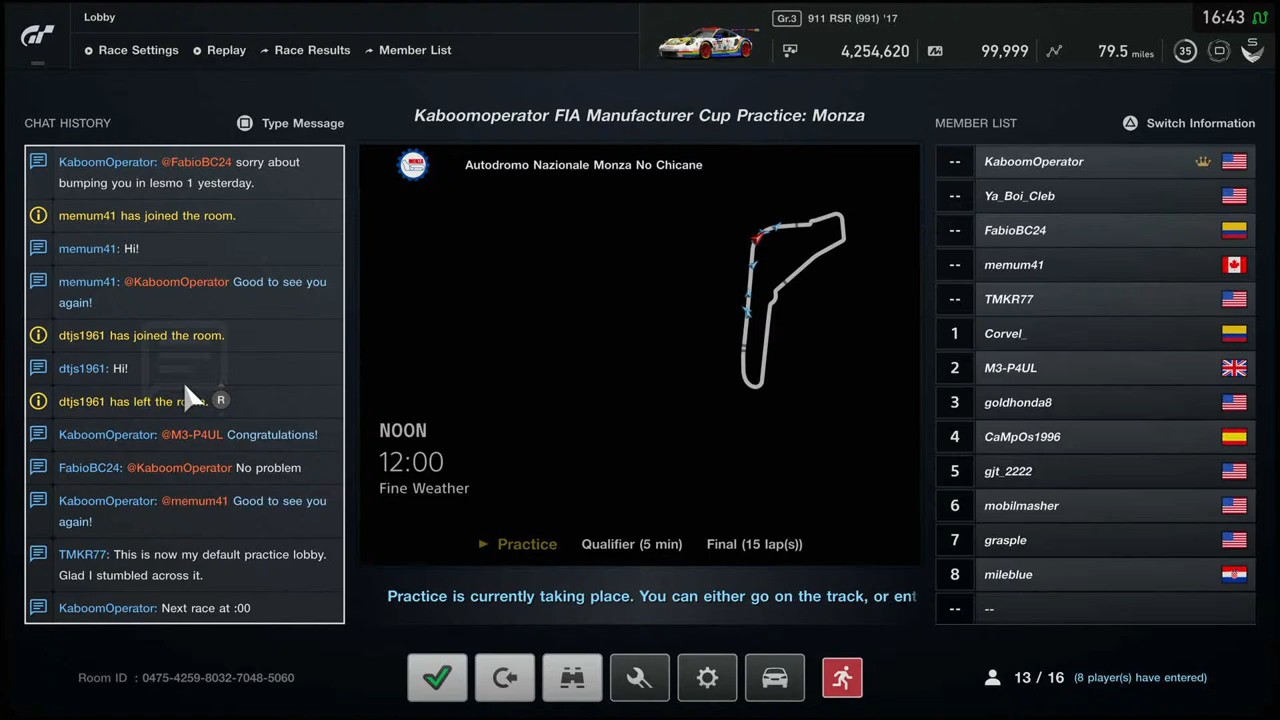 Lobby
Race Settings
Replay
Race Results
Member List
Gr.3
911 RSR (991) '17
4,254,620
99,999
79.5 miles
35
S
16:43
CHAT HISTORY
Type Message
KaboomOperator: @FabioBC24 sorry about
bumping you in lesmo 1 yesterday.
memum41 has joined the room.
memum41: Hi!
memum41: @KaboomOperator Good to see you
again!
dtjs1961 has joined the room.
dtjs1961: Hi!
dtjs1961 has left the room.
R
KaboomOperator: @M3-P4UL Congratulations!
FabioBC24: @KaboomOperator No problem
KaboomOperator: @memum41 Good to see you
again!
TMKR77: This is now my default practice lobby.
Glad I stumbled across it.
KaboomOperator: Next race at :00
Kaboomoperator FIA Manufacturer Cup Practice: Monza
MONZA
Autodromo Nazionale Monza No Chicane
NOON
12:00
Fine Weather
Practice
Qualifier (5 min)
Final (15 lap(s))
Practice is currently taking place. You can either go on the track, or ent
MEMBER LIST
Switch Information
-- KaboomOperator
-- Ya_Boi_Cleb
-- FabioBC24
-- memum41
-- TMKR77
1 Corvel_
2 M3-P4UL
3 goldhonda8
4 CaMpOs1996
5 gjt_2222
6 mobilmasher
7 grasple
8 mileblue
-- --
Room ID : 0475-4259-8032-7048-5060
13 / 16
(8 player(s) have entered)